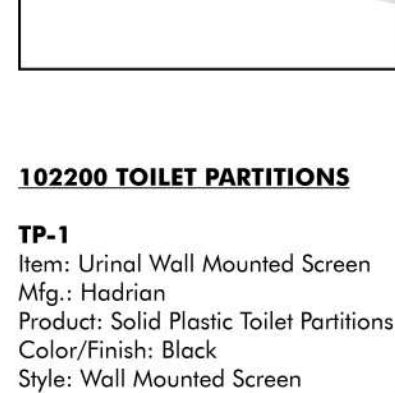 102200 TOILET PARTITIONS
TP-1
Item: Urinal Wall Mounted Screen
Mfg.: Hadrian
Product: Solid Plastic Toilet Partitions
Color/Finish: Black
Style: Wall Mounted Screen